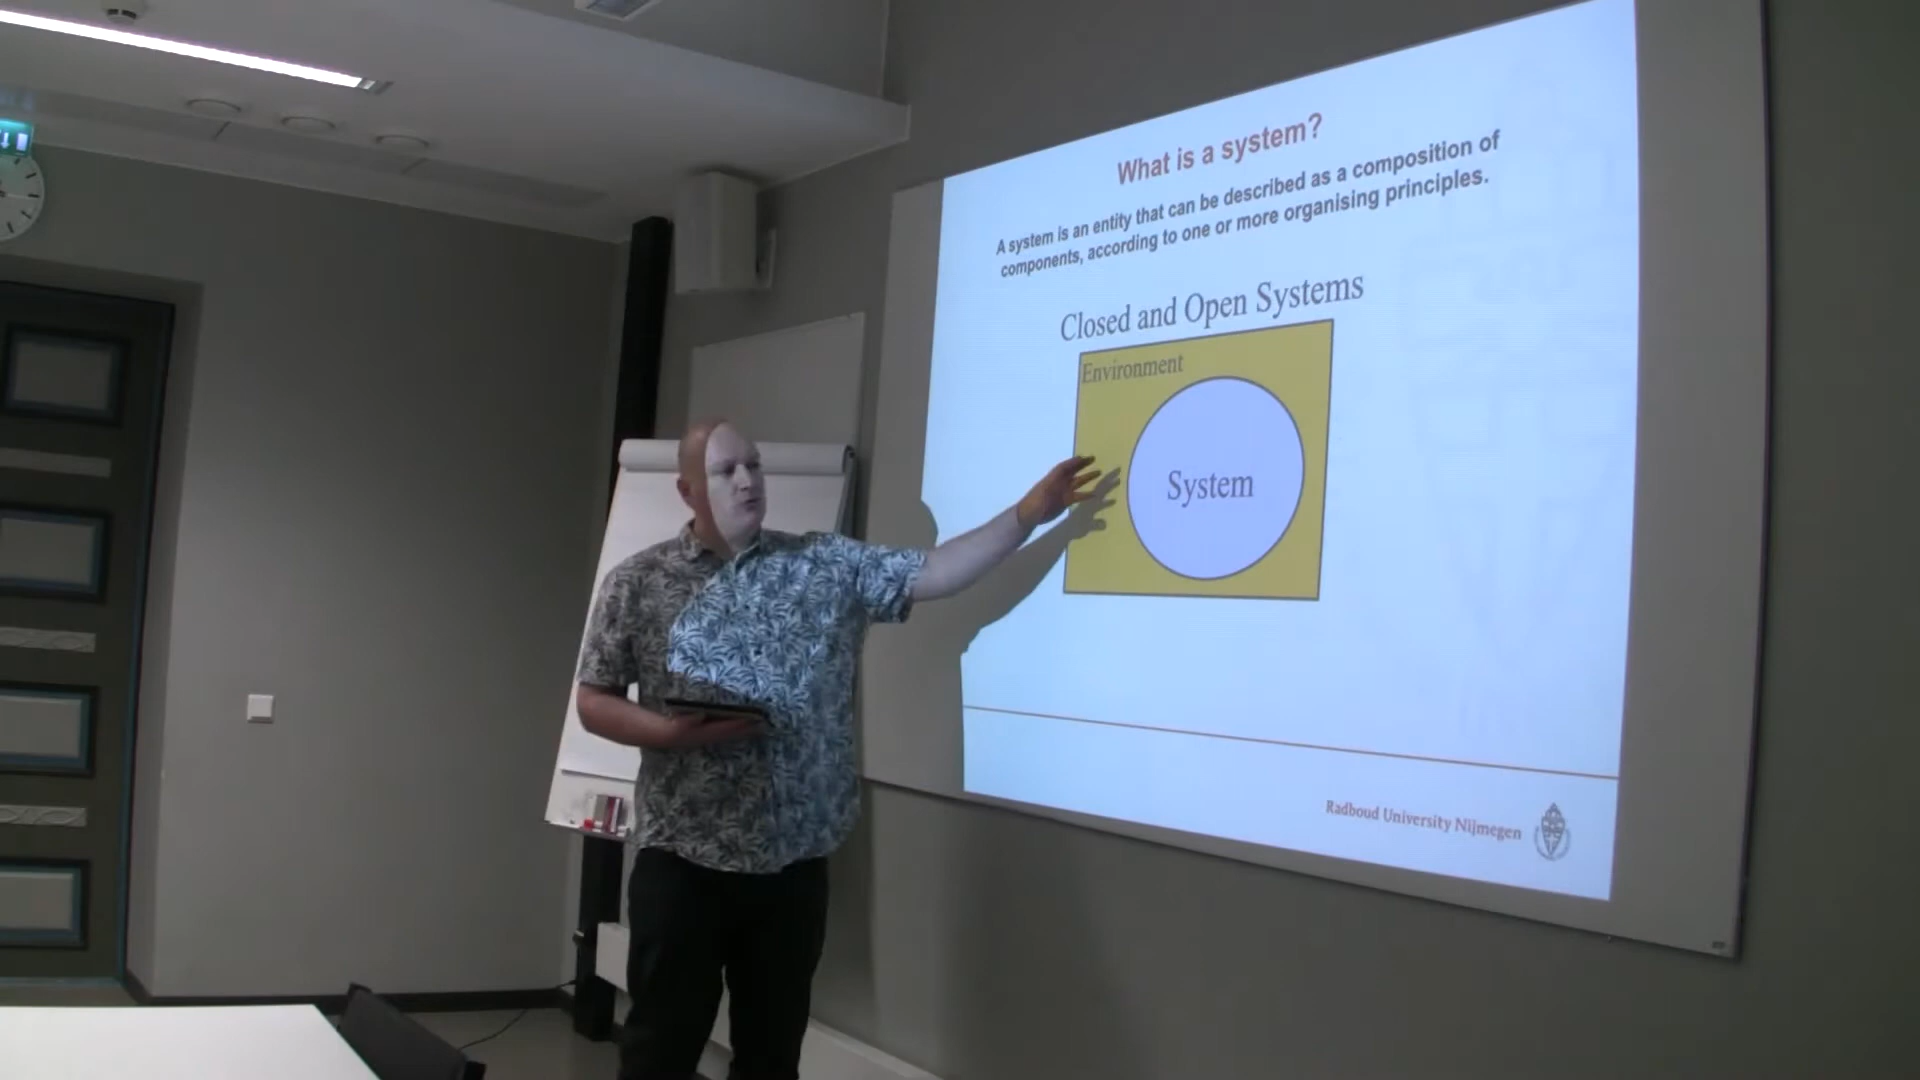 What is a system?
A system is an entity that can be described as a composition of
components, according to one or more organising principles.
Closed and Open Systems
Environment
System
Radboud University Nijmegen